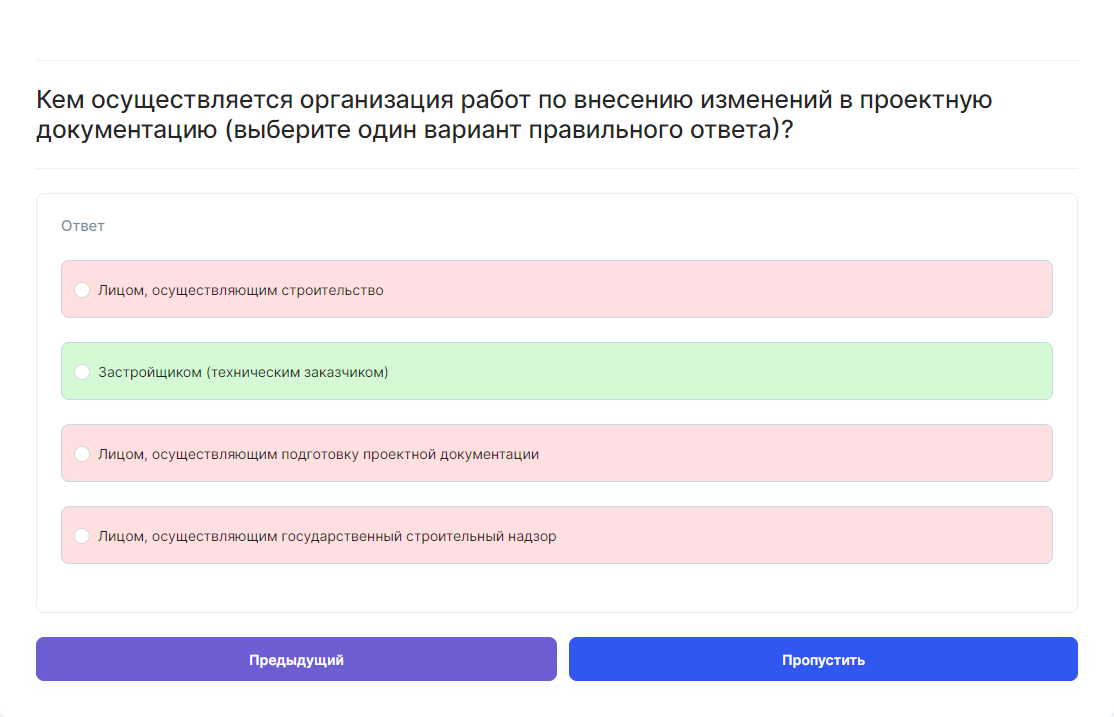 Кем осуществляется организация работ по внесению изменений в проектную
документацию (выберите один вариант правильного ответа)?
Ответ
Лицом, осуществляющим строительство
Застройщиком (техническим заказчиком)
Лицом, осуществляющим подготовку проектной документации
Лицом, осуществляющим государственный строительный надзор
Предыдущий
Пропустить